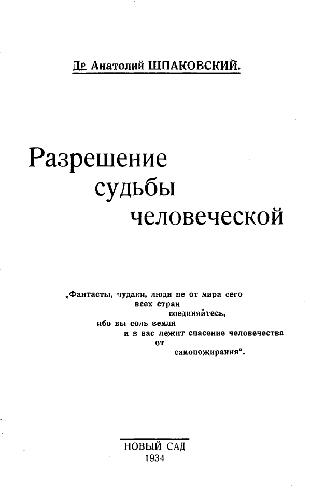 Др. Анатолий ШПАКОВСКИЙ.
Разрешение
судьбы
человеческой
„Фантасты, чудаки, люди не от мира сего
всех стран
соединяйтесь,
ибо вы соль земли
и в вас лежит спасение человечества
от
самопожирания“.
НОВЫЙ САД
1934